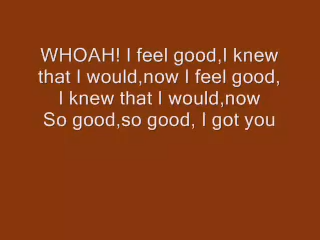 WHOAH! I feel good,I knew
that I would,now I feel good,
I knew that I would,now
So good,so good, I got you